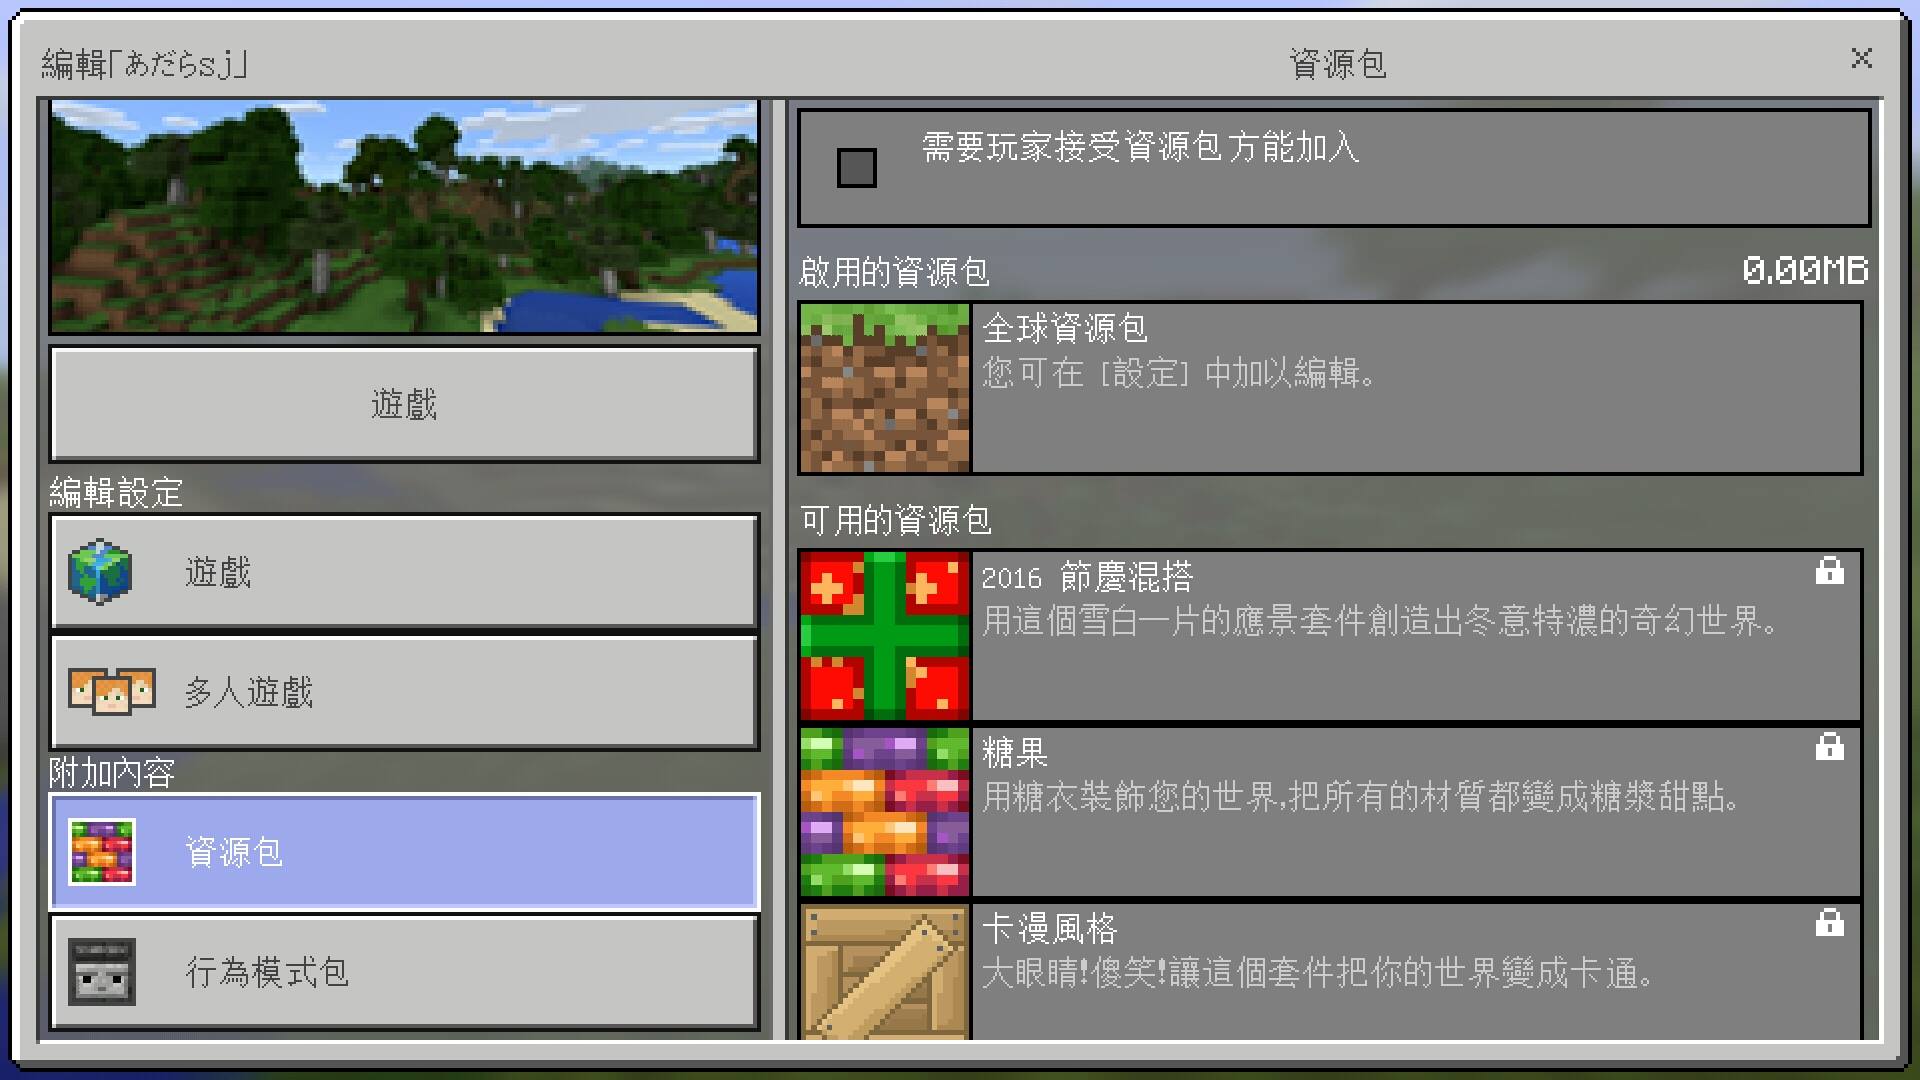 編輯「あだらsj」
資源包
遊戲
編輯設定
遊戲
多人遊戲
附加內容
資源包
行為模式包
需要玩家接受資源包方能加入
啟用的資源包
0.00MB
全球資源包
您可在 [設定] 中加以編輯。
可用的資源包
2016 節慶混搭
用這個雪白一片的應景套件創造出冬意特濃的奇幻世界。
糖果
用糖衣裝飾您的世界,把所有的材質都變成糖漿甜點。
卡漫風格
大眼睛!傻笑!讓這個套件把你的世界變成卡通。